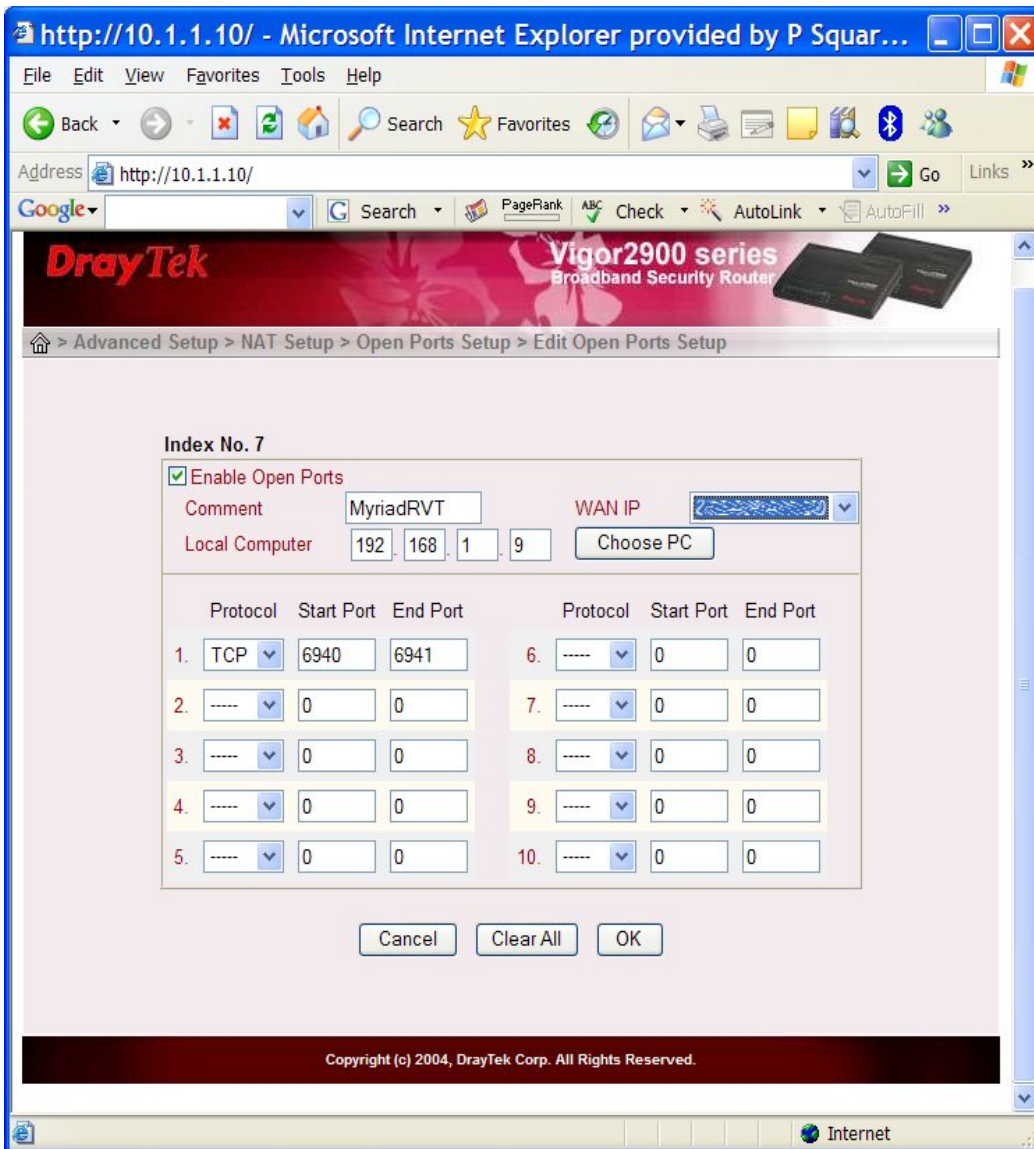 http://10.1.1.10/ - Microsoft Internet Explorer provided by P Squar...
File Edit View Favorites Tools Help
Back Search Favorites
Address http://10.1.1.10/ Go Links »
Google Search PageRank ABC Check AutoLink AutoFill »
DrayTek Vigor2900 series
Broadband Security Router
> Advanced Setup > NAT Setup > Open Ports Setup > Edit Open Ports Setup
Index No. 7
Enable Open Ports
Comment MyriadRVT WAN IP
Local Computer 192 . 168 . 1 . 9 Choose PC
Protocol Start Port End Port Protocol Start Port End Port
1. TCP 6940 6941 6. ----- 0 0
2. ----- 0 0 7. ----- 0 0
3. ----- 0 0 8. ----- 0 0
4. ----- 0 0 9. ----- 0 0
5. ----- 0 0 10. ----- 0 0
Cancel Clear All OK
Copyright (c) 2004, DrayTek Corp. All Rights Reserved.
Internet